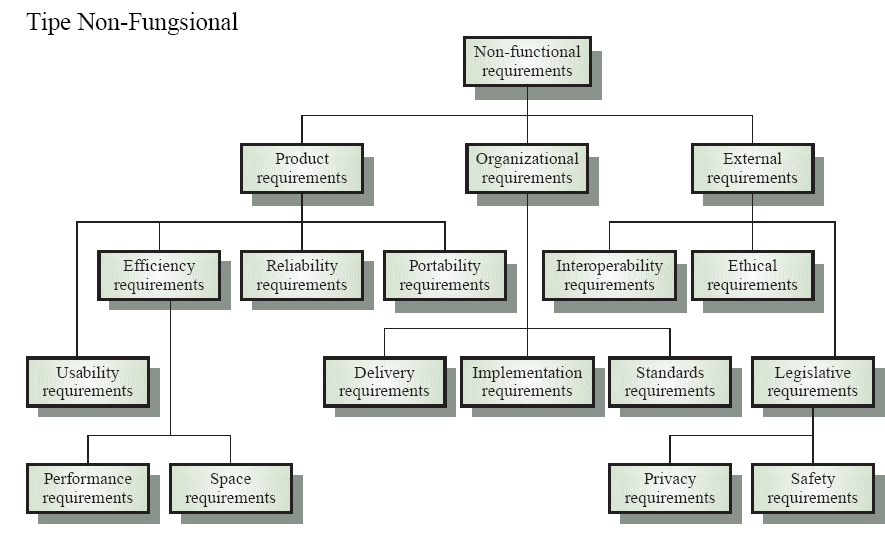 Tipe Non-Fungsional
Non-functional
requirements
Product
requirements
Organizational
requirements
External
requirements
Efficiency
requirements
Reliability
requirements
Portability
requirements
Interoperability
requirements
Ethical
requirements
Usability
requirements
Delivery
requirements
Implementation
requirements
Standards
requirements
Legislative
requirements
Performance
requirements
Space
requirements
Privacy
requirements
Safety
requirements